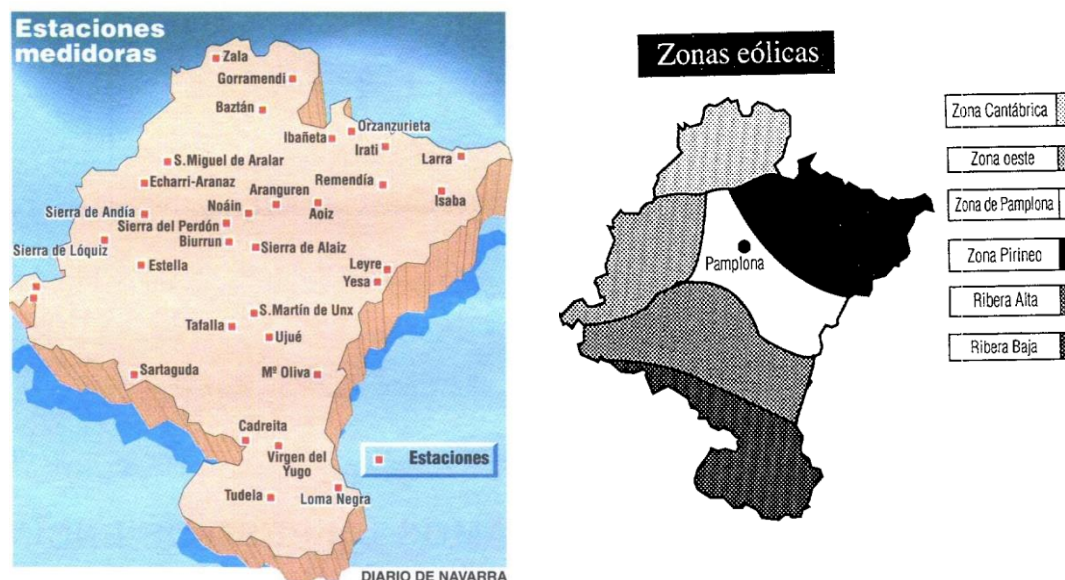 Estaciones
medidoras
Zala
Gorramendi
Baztán
Orzanzurieta
Ibañeta
Irati
Larra
S.Miguel de Aralar
Echarri-Aranaz
Remendía
Aranguren
Isaba
Noáin
Aoiz
Sierra de Andía
Sierra del Perdón
Biurrun
Sierra de Alaiz
Sierra de Lóquiz
Estella
Leyre
Yesa
S.Martín de Unx
Tafalla
Ujué
Sartaguda
Mª Oliva
Cadreita
Virgen del
Yugo
Estaciones
Tudela
Loma Negra
DIARIO DE NAVARRA
Zonas eólicas
Pamplona
Zona Cantábrica
Zona oeste
Zona de Pamplona
Zona Pirineo
Ribera Alta
Ribera Baja